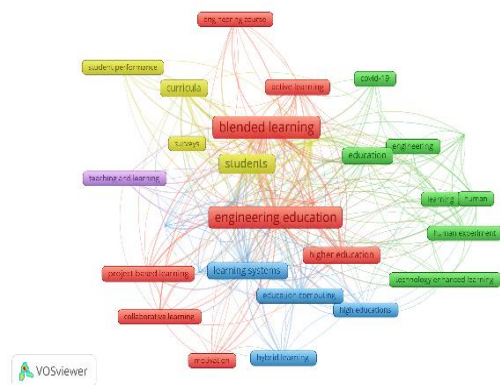 engineering course
student performance
covid-19
curricula
active learning
blended learning
surveys
engineering
education
students
teaching and learning
learning
human
engineering education
human experiment
higher education
learning systems
project based learning
technology enhanced learning
education computing
high educations
collaborative learning
motivation
hybrid learning
VOSviewer